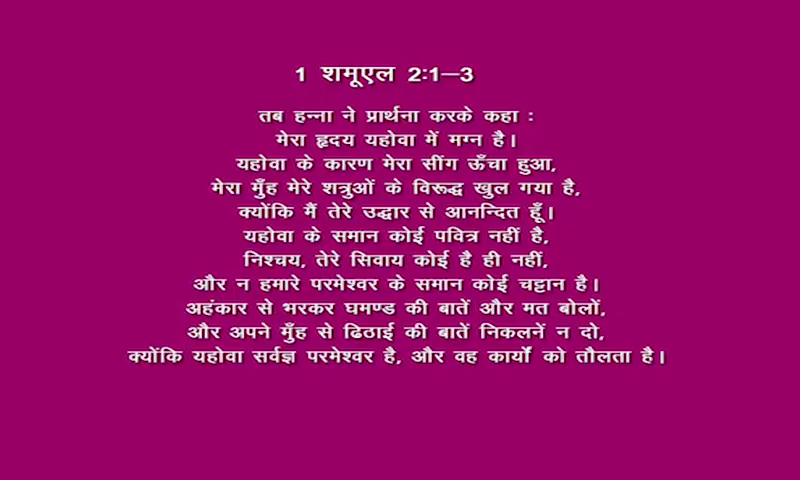 1 शमूएल 2:1–3
तब हन्ना ने प्रार्थना करके कहा :
मेरा हृदय यहोवा में मग्न है।
यहोवा के कारण मेरा सींग ऊँचा हुआ,
मेरा मुँह मेरे शत्रुओं के विरूद्ध खुल गया है,
क्योंकि मैं तेरे उद्धार से आनन्दित हूँ।
यहोवा के समान कोई पवित्र नहीं है,
निश्चय, तेरे सिवाय कोई है ही नहीं,
और न हमारे परमेश्वर के समान कोई चट्टान है।
अहंकार से भरकर घमण्ड की बातें और मत बोलों,
और अपने मुँह से ढिठाई की बातें निकलनें न दो,
क्योंकि यहोवा सर्वज्ञ परमेश्वर है, और वह कार्यों को तौलता है।